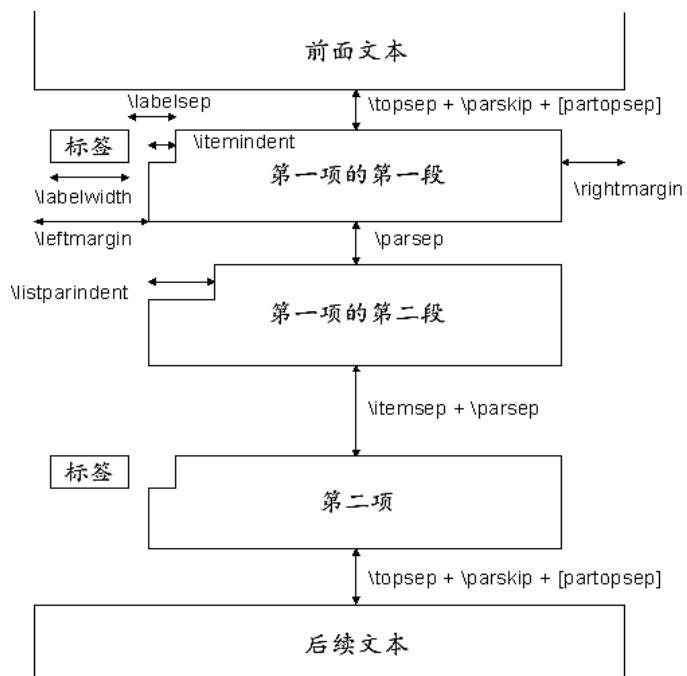 前面文本
\labelsep
\topsep + \parskip + [partopsep]
标签
\itemindent
第一项的第一段
\rightmargin
\labelwidth
\leftmargin
\parsep
\listparindent
第一项的第二段
\itemsep + \parsep
标签
第二项
\topsep + \parskip + [partopsep]
后续文本